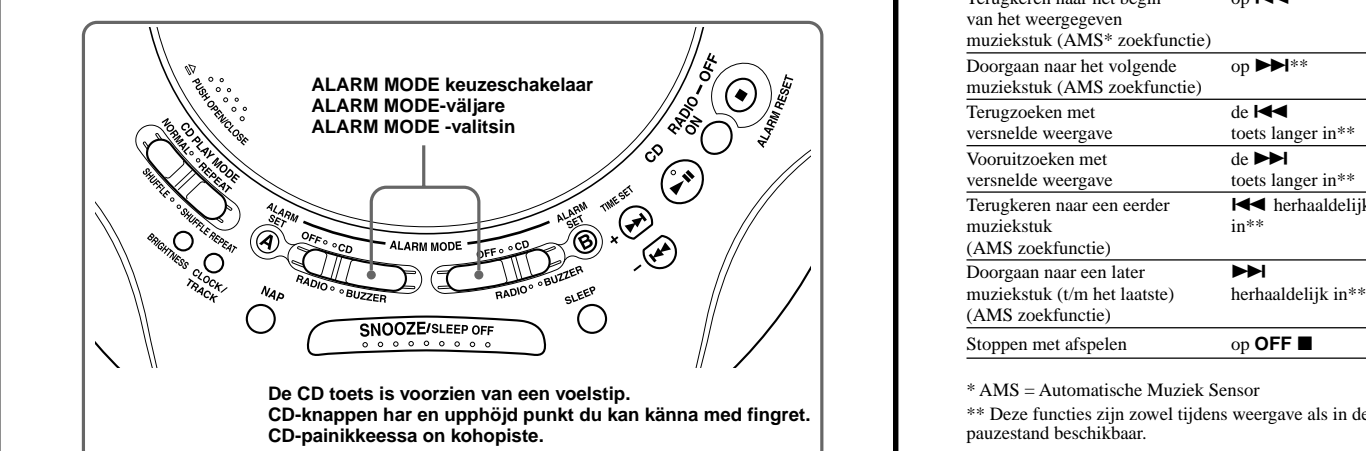 ALARM MODE keuzeschakelaar
ALARM MODE-väljare
ALARM MODE -valitsin
PUSH OPEN/CLOSE
CD PLAY MODE
NORMAL
REPEAT
SHUFFLE
SHUFFLE REPEAT
BRIGHTNESS
CLOCK/
TRACK
ALARM
SET
A
OFF
CD
RADIO
BUZZER
ALARM MODE
ALARM
SET
B
OFF
CD
RADIO
BUZZER
NAP
SLEEP
SNOOZE/SLEEP OFF
TIME SET
+
–
CD
RADIO
ON
OFF
ALARM RESET
De CD toets is voorzien van een voelstip.
CD-knappen har en upphöjd punkt du kan känna med fingret.
CD-painikkeessa on kohopiste.
Terugkeren naar het begin op ⏮
van het weergegeven
muziekstuk (AMS* zoekfunctie)
Doorgaan naar het volgende op ⏭**
muziekstuk (AMS zoekfunctie)
Terugzoeken met de ⏮
versnelde weergave toets langer in**
Vooruitzoeken met de ⏭
versnelde weergave toets langer in**
Terugkeren naar een eerder ⏮ herhaaldelijk
muziekstuk in**
(AMS zoekfunctie)
Doorgaan naar een later ⏭
muziekstuk (t/m het laatste) herhaaldelijk in**
(AMS zoekfunctie)
Stoppen met afspelen op OFF ■
* AMS = Automatische Muziek Sensor
** Deze functies zijn zowel tijdens weergave als in de
pauzestand beschikbaar.